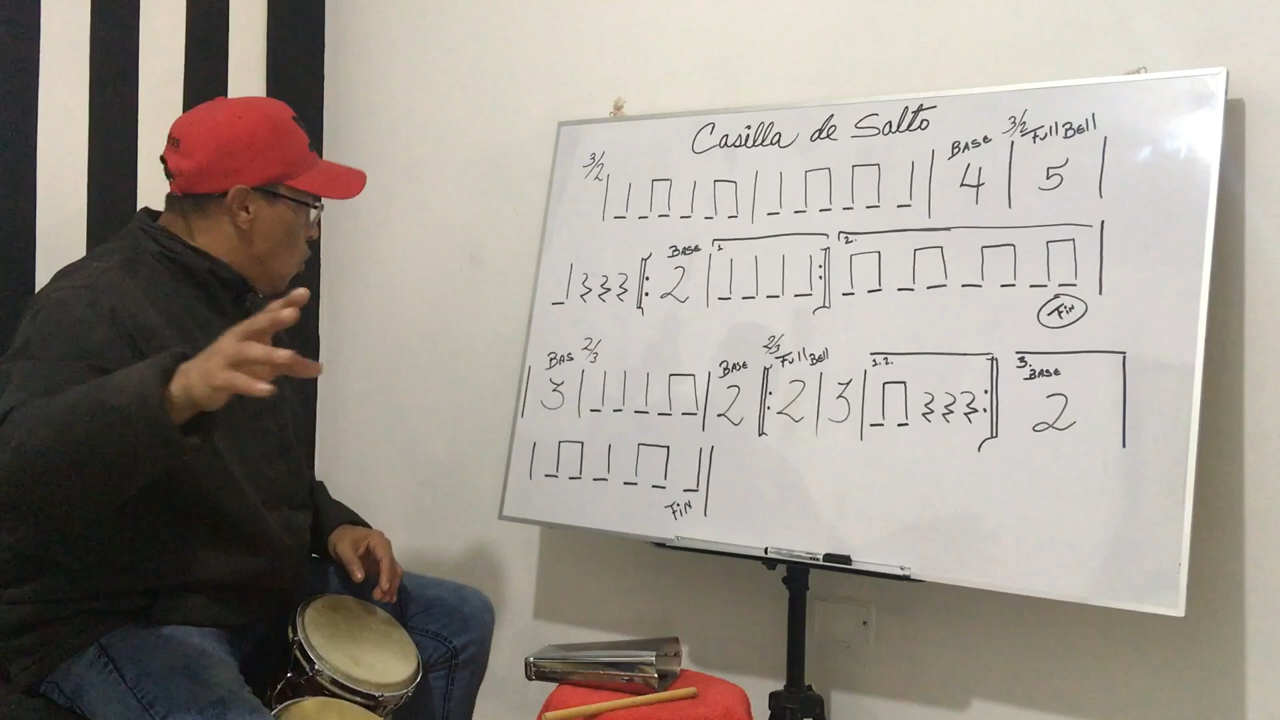 Casilla de Salto
3/2 BASE 4 3/2 Full Bell 5
BASE 2 1. 2. Fin
BAS 3 2/3 BASE 2 2/3 Full Bell 2 3 1.2. 3. BASE 2
Fin